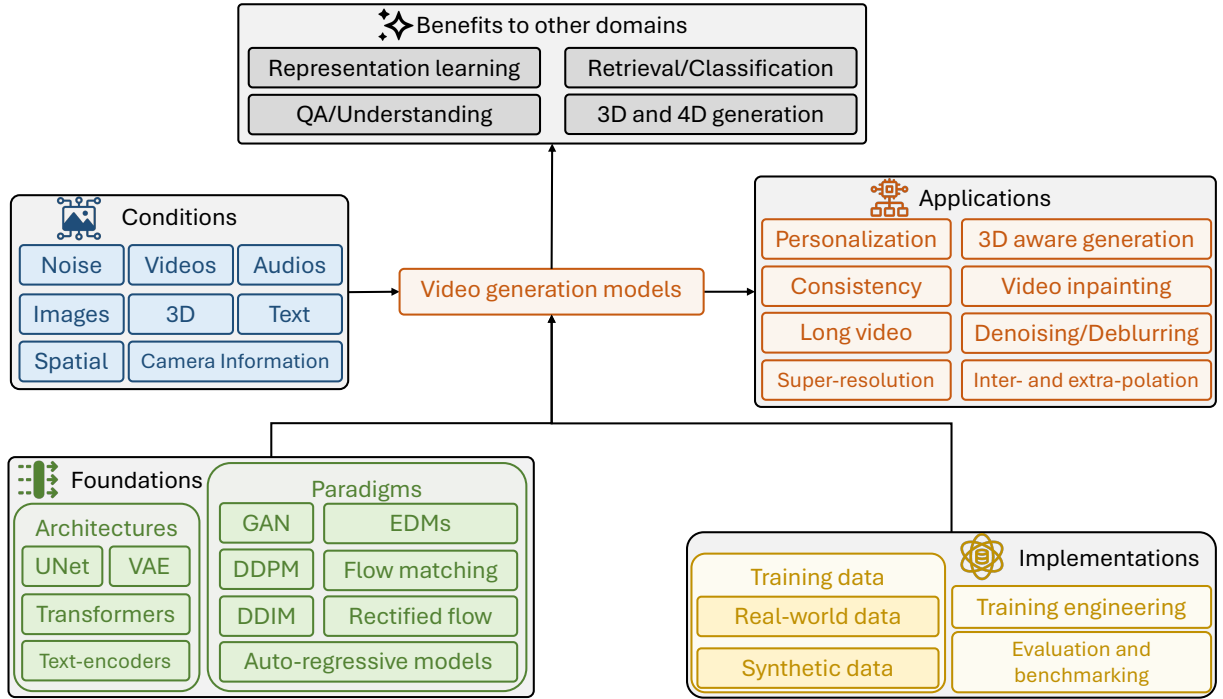 Benefits to other domains
Representation learning
Retrieval/Classification
QA/Understanding
3D and 4D generation
Conditions
Noise
Videos
Audios
Images
3D
Text
Spatial
Camera Information
Video generation models
Applications
Personalization
3D aware generation
Consistency
Video inpainting
Long video
Denoising/Deblurring
Super-resolution
Inter- and extra-polation
Foundations
Architectures
UNet
VAE
Transformers
Text-encoders
Paradigms
GAN
EDMs
DDPM
Flow matching
DDIM
Rectified flow
Auto-regressive models
Implementations
Training data
Real-world data
Synthetic data
Training engineering
Evaluation and
benchmarking